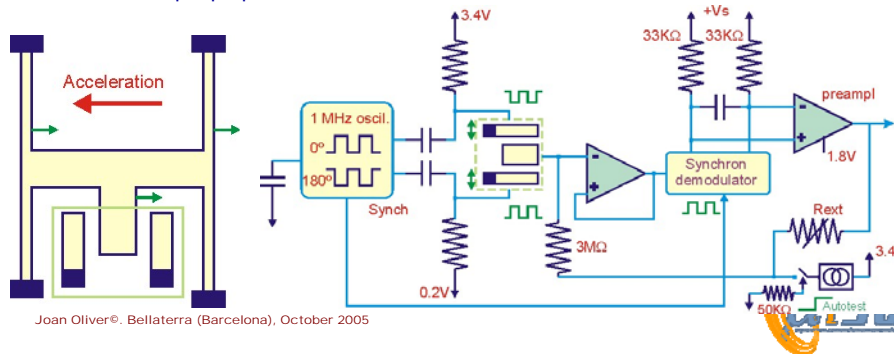 Acceleration
Joan Oliver©. Bellaterra (Barcelona), October 2005
3.4V
+Vs
33KΩ
33KΩ
preampl
1 MHz oscil.
0º
180º
Synch
Synchron
demodulator
1.8V
Rext
3MΩ
3.4
0.2V
50KΩ
Autotest